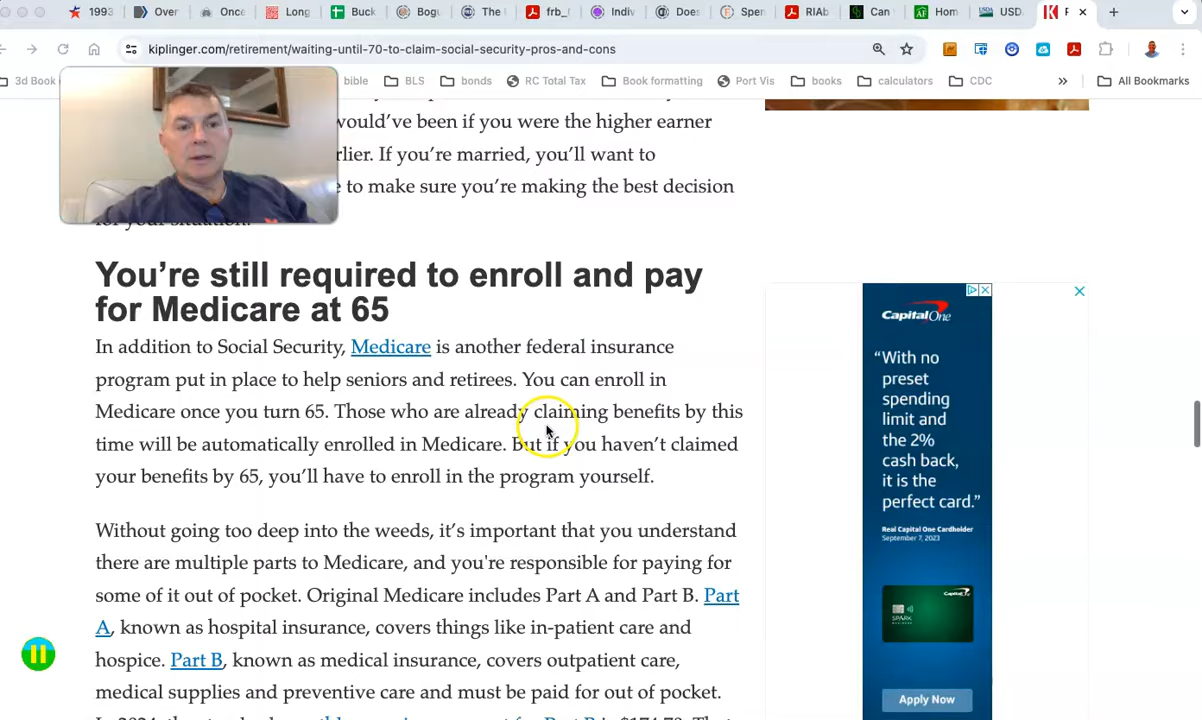 1993
Over
Once
Long
Buck
Bogu
The
frb_
Indiv
Does
Spen
RIAb
Can
Hom
USD
kiplinger.com/retirement/waiting-until-70-to-claim-social-security-pros-and-cons
3d Book
bible
BLS
bonds
RC Total Tax
Book formatting
Port Vis
books
calculators
CDC
»
All Bookmarks
would’ve been if you were the higher earner
rlier. If you’re married, you’ll want to
e to make sure you’re making the best decision
for your situation.
You’re still required to enroll and pay
for Medicare at 65
In addition to Social Security, Medicare is another federal insurance
program put in place to help seniors and retirees. You can enroll in
Medicare once you turn 65. Those who are already claiming benefits by this
time will be automatically enrolled in Medicare. But if you haven’t claimed
your benefits by 65, you’ll have to enroll in the program yourself.
Without going too deep into the weeds, it’s important that you understand
there are multiple parts to Medicare, and you're responsible for paying for
some of it out of pocket. Original Medicare includes Part A and Part B. Part
A, known as hospital insurance, covers things like in-patient care and
hospice. Part B, known as medical insurance, covers outpatient care,
medical supplies and preventive care and must be paid for out of pocket.
Capital One
“With no
preset
spending
limit and
the 2%
cash back,
it is the
perfect card.”
Real Capital One Cardholder
September 7, 2023
Capital One
SPARK
Apply Now